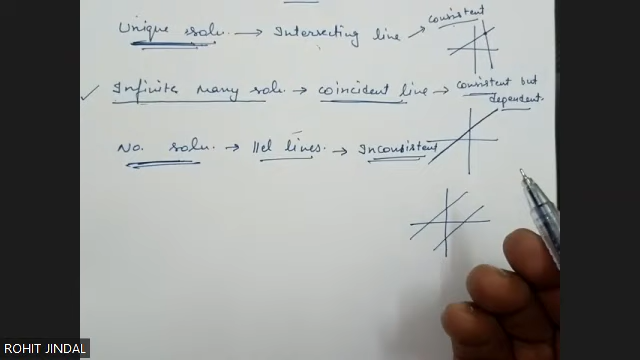 Unique solu. → Intersecting line → consistent
✓ Infinite many solu. → coincident line → consistent but dependent.
No. solu. → llel lines. → Inconsistent
ROHIT JINDAL